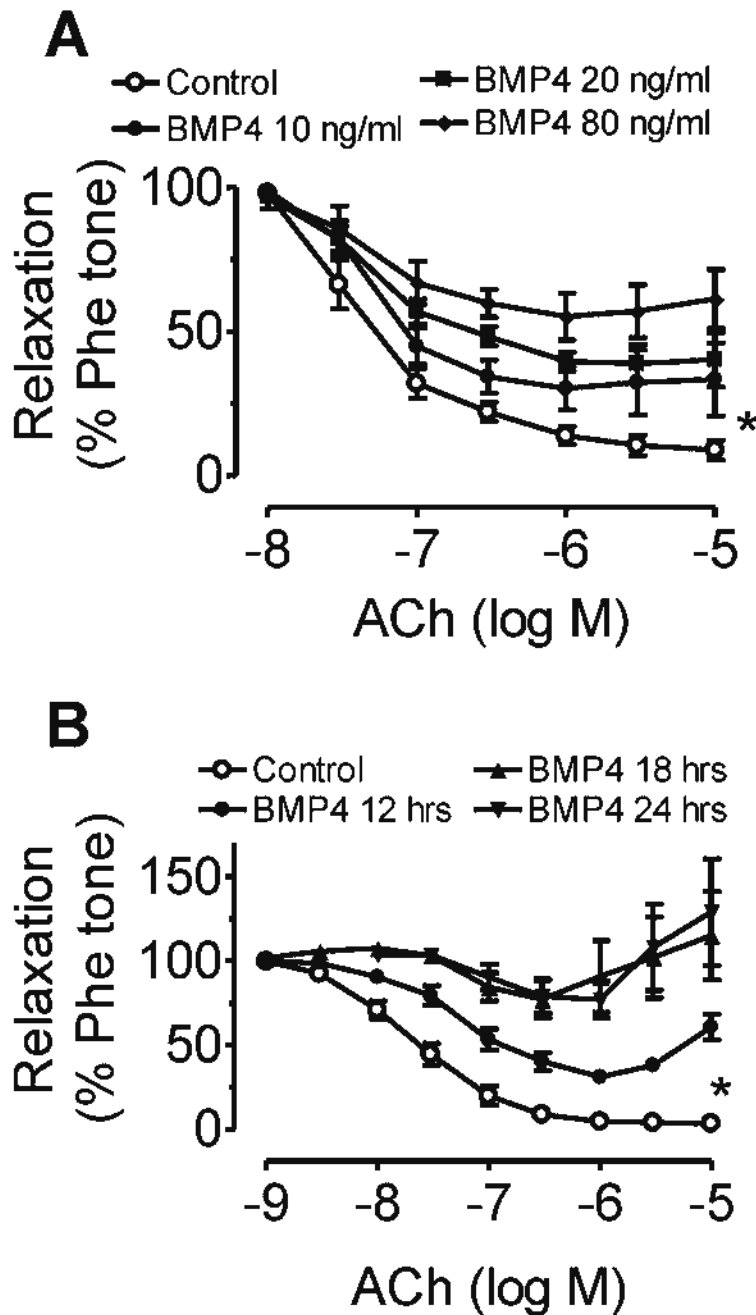 A
Control BMP4 20 ng/ml
BMP4 10 ng/ml BMP4 80 ng/ml
Relaxation
(% Phe tone)
100
50
0
*
-8 -7 -6 -5
ACh (log M)
B
Control BMP4 18 hrs
BMP4 12 hrs BMP4 24 hrs
Relaxation
(% Phe tone)
150
100
50
0
*
-9 -8 -7 -6 -5
ACh (log M)